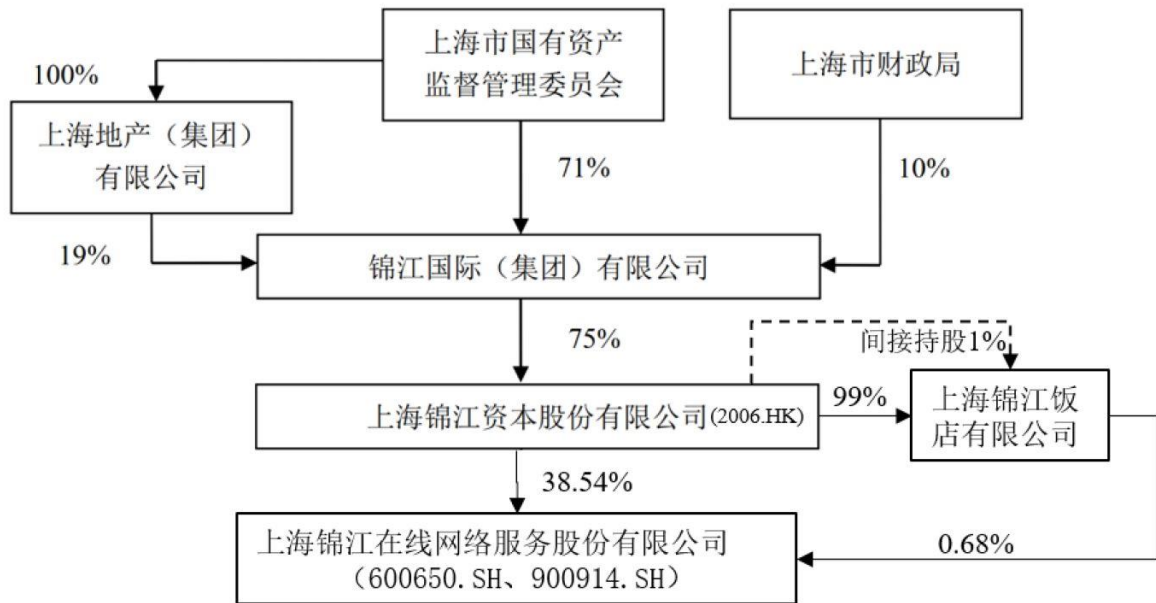 上海市国有资产
监督管理委员会
上海市财政局
100%
上海地产（集团）
有限公司
71%
10%
19%
锦江国际（集团）有限公司
75%
间接持股1%
上海锦江资本股份有限公司(2006.HK)
99%
上海锦江饭
店有限公司
38.54%
上海锦江在线网络服务股份有限公司
（600650.SH、900914.SH）
0.68%